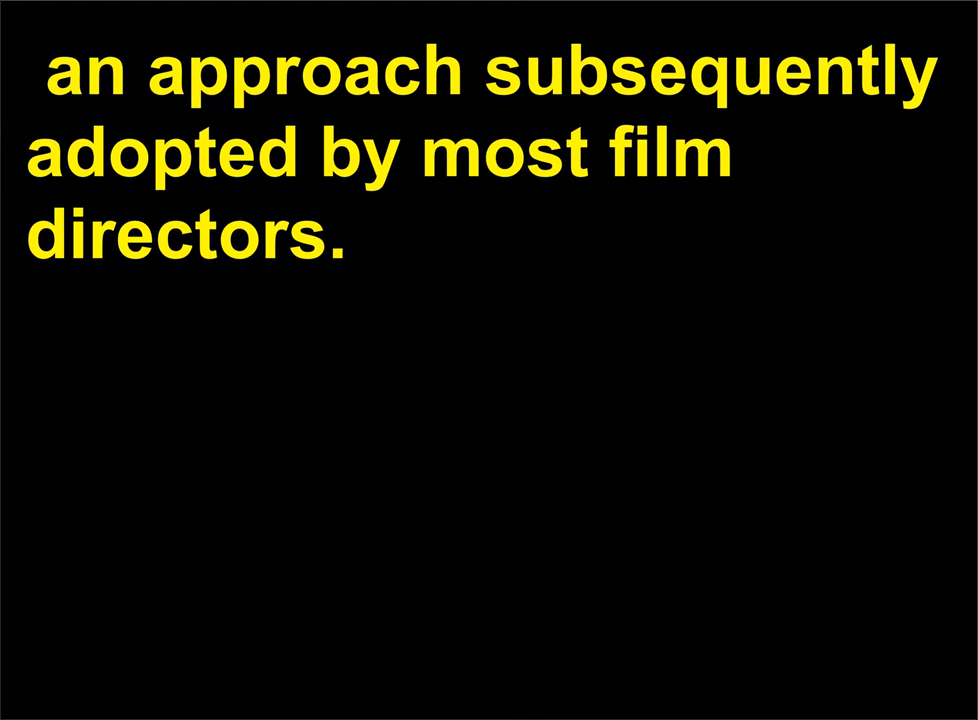 an approach subsequently
adopted by most film
directors.